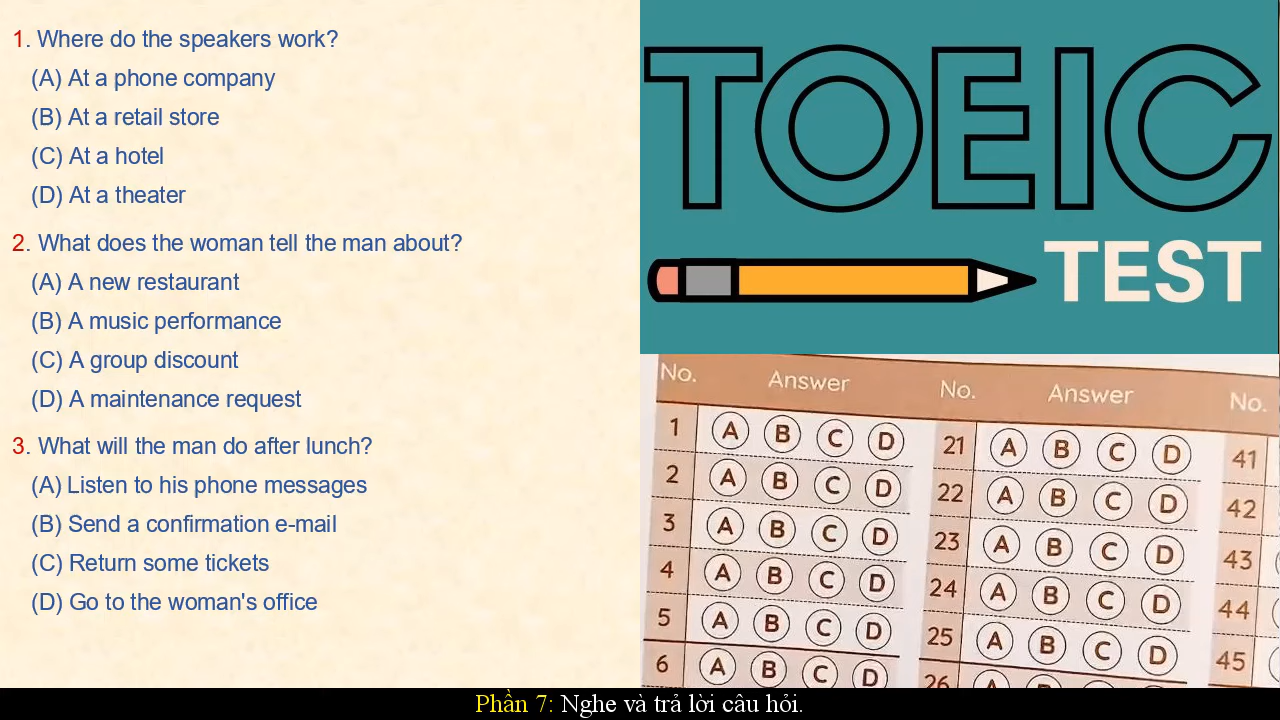 1. Where do the speakers work?
(A) At a phone company
(B) At a retail store
(C) At a hotel
(D) At a theater
2. What does the woman tell the man about?
(A) A new restaurant
(B) A music performance
(C) A group discount
(D) A maintenance request
3. What will the man do after lunch?
(A) Listen to his phone messages
(B) Send a confirmation e-mail
(C) Return some tickets
(D) Go to the woman's office
TOEIC
TEST
No. Answer No. Answer No.
1 A B C D 21 A B C D 41
2 A B C D 22 A B C D 42
3 A B C D 23 A B C D 43
4 A B C D 24 A B C D 44
5 A B C D 25 A B C D 45
6 A B C D 26 A B C D
Phần 7: Nghe và trả lời câu hỏi.